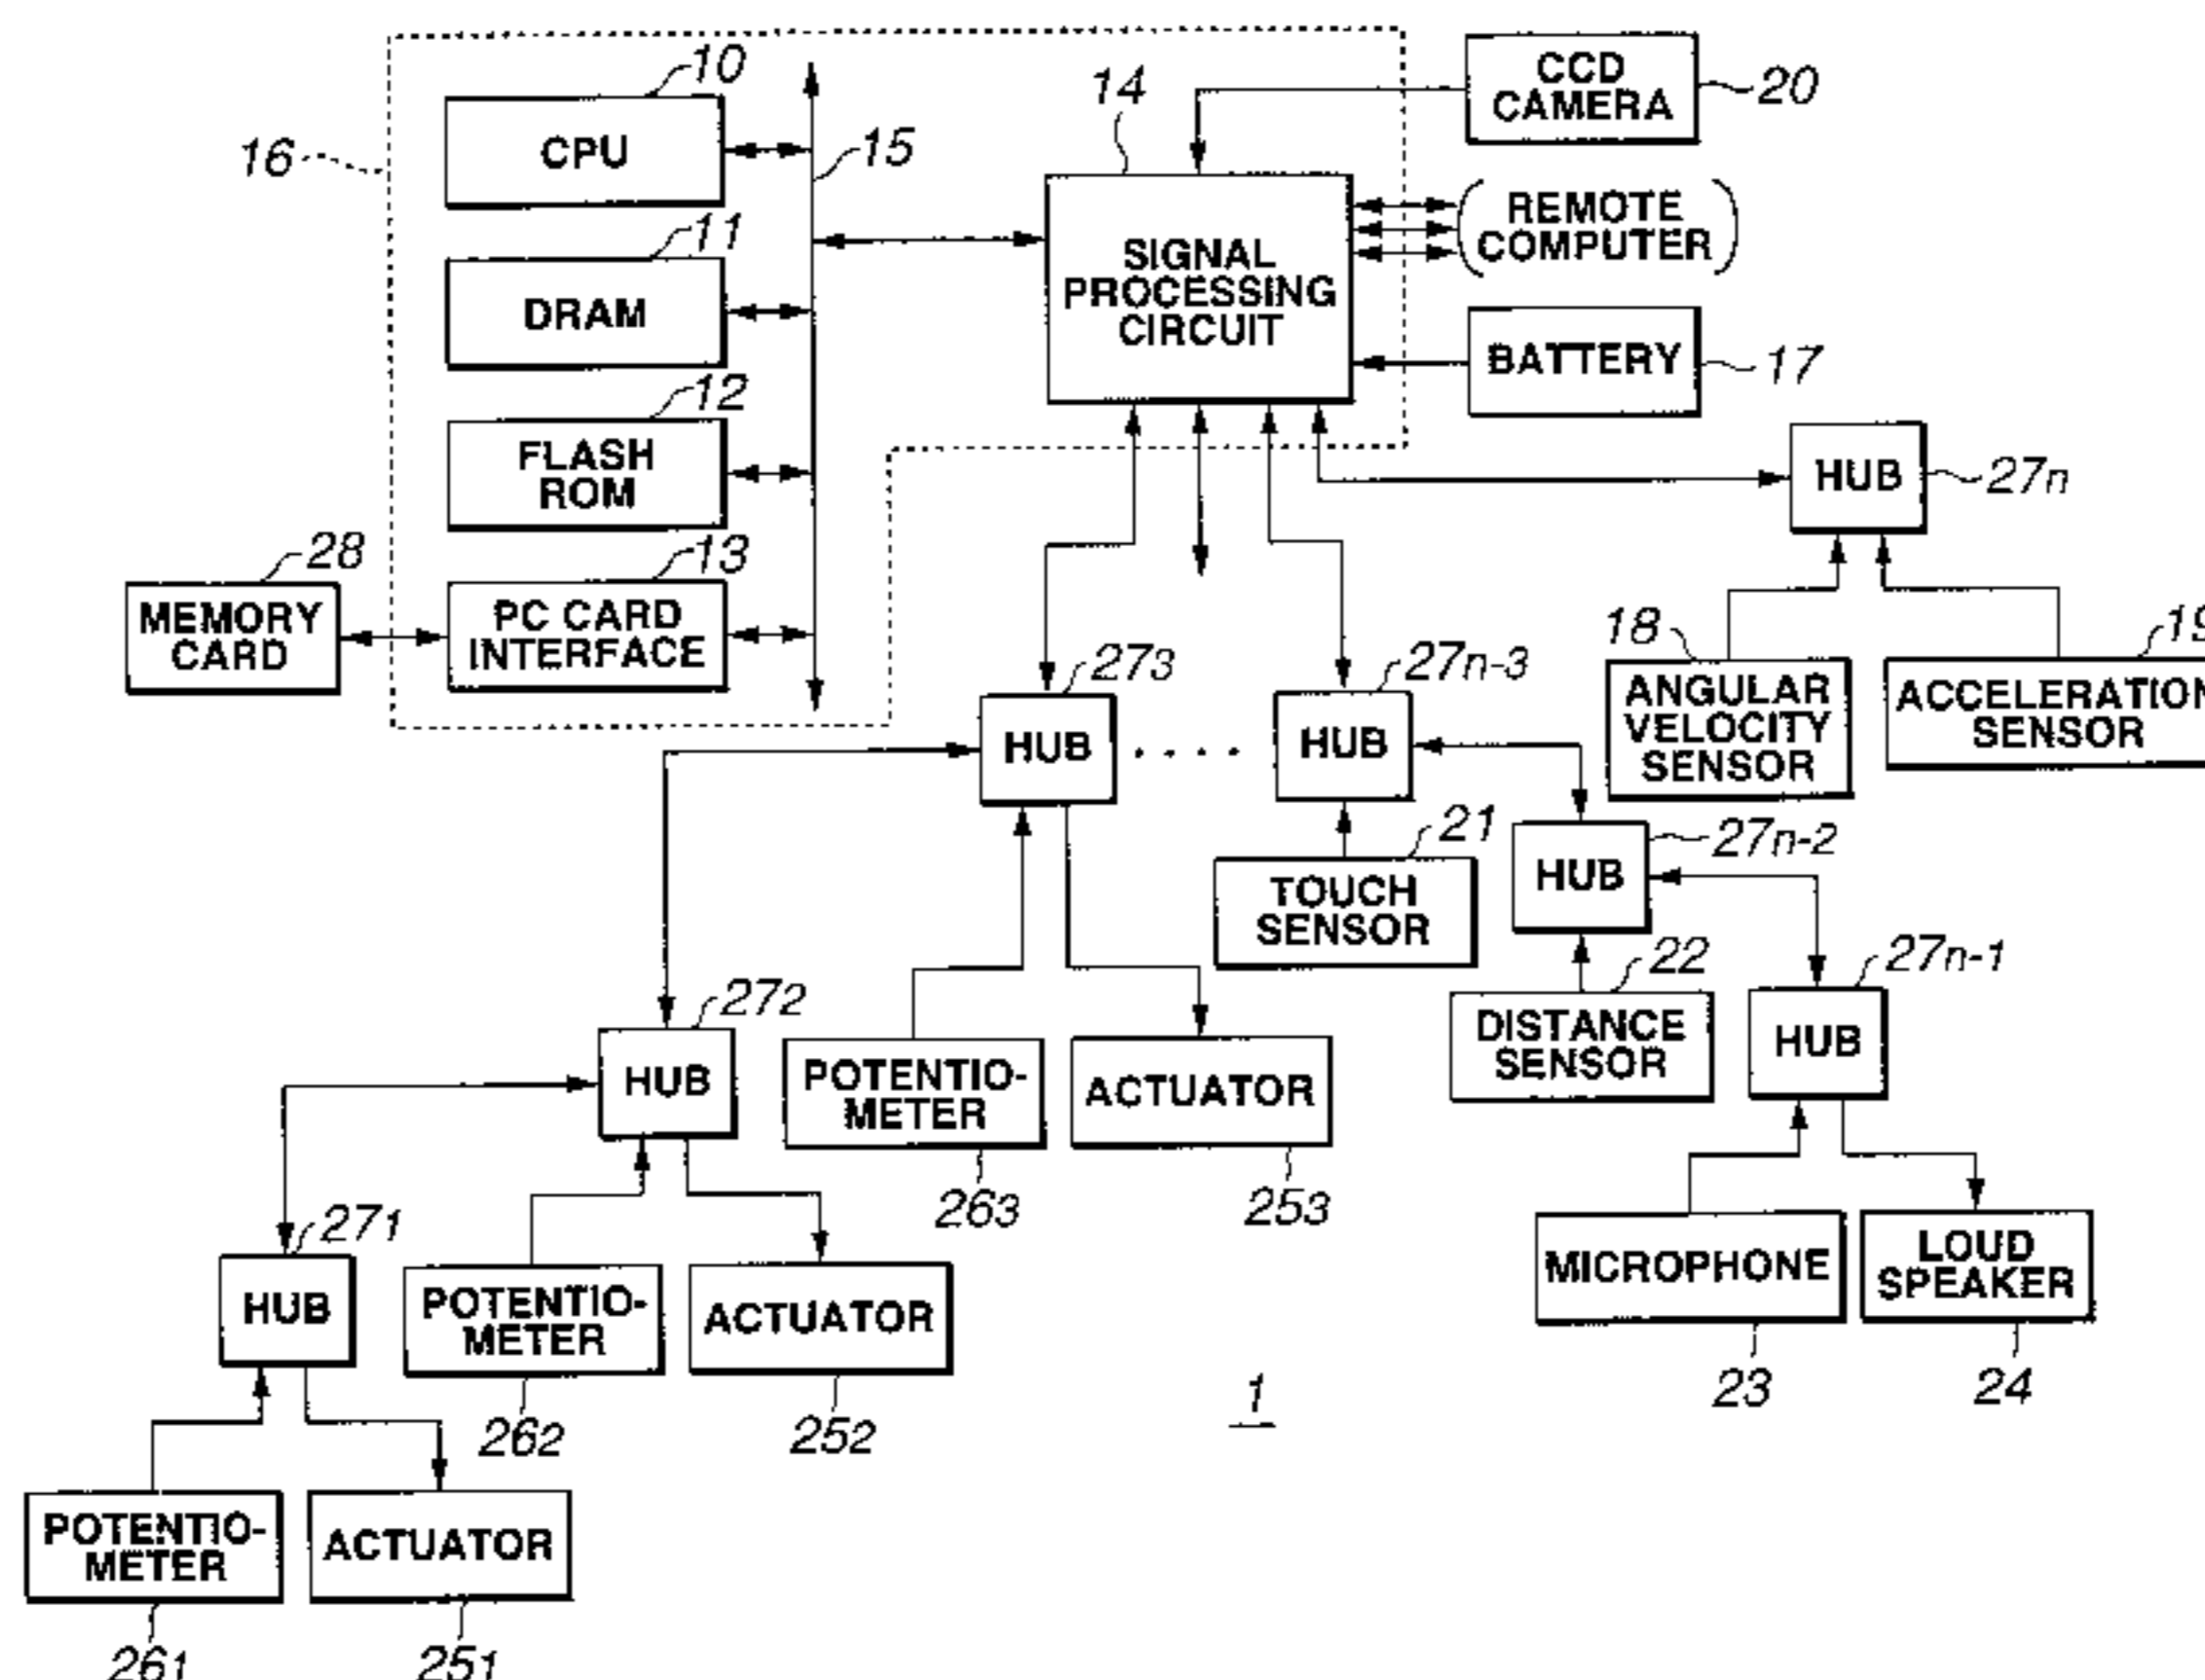 10
CPU
16
15
14
CCD
CAMERA
20
11
DRAM
SIGNAL
PROCESSING
CIRCUIT
REMOTE
COMPUTER
12
FLASH
ROM
BATTERY
17
HUB
27n
28
MEMORY
CARD
13
PC CARD
INTERFACE
18
ANGULAR
VELOCITY
SENSOR
19
ACCELERATION
SENSOR
273
HUB
. . . .
27n-3
HUB
21
TOUCH
SENSOR
27n-2
HUB
22
DISTANCE
SENSOR
27n-1
HUB
272
HUB
POTENTIO-
METER
263
ACTUATOR
253
MICROPHONE
23
LOUD
SPEAKER
24
271
HUB
POTENTIO-
METER
262
ACTUATOR
252
1
POTENTIO-
METER
261
ACTUATOR
251